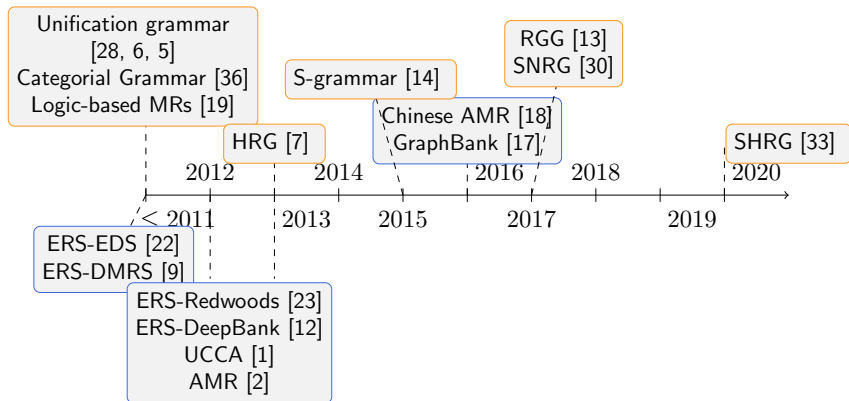 Unification grammar
[28, 6, 5]
Categorial Grammar [36]
Logic-based MRs [19]
RGG [13]
SNRG [30]
S-grammar [14]
Chinese AMR [18]
GraphBank [17]
HRG [7]
SHRG [33]
2012
2014
2016
2018
2020
< 2011
2013
2015
2017
2019
ERS-EDS [22]
ERS-DMRS [9]
ERS-Redwoods [23]
ERS-DeepBank [12]
UCCA [1]
AMR [2]